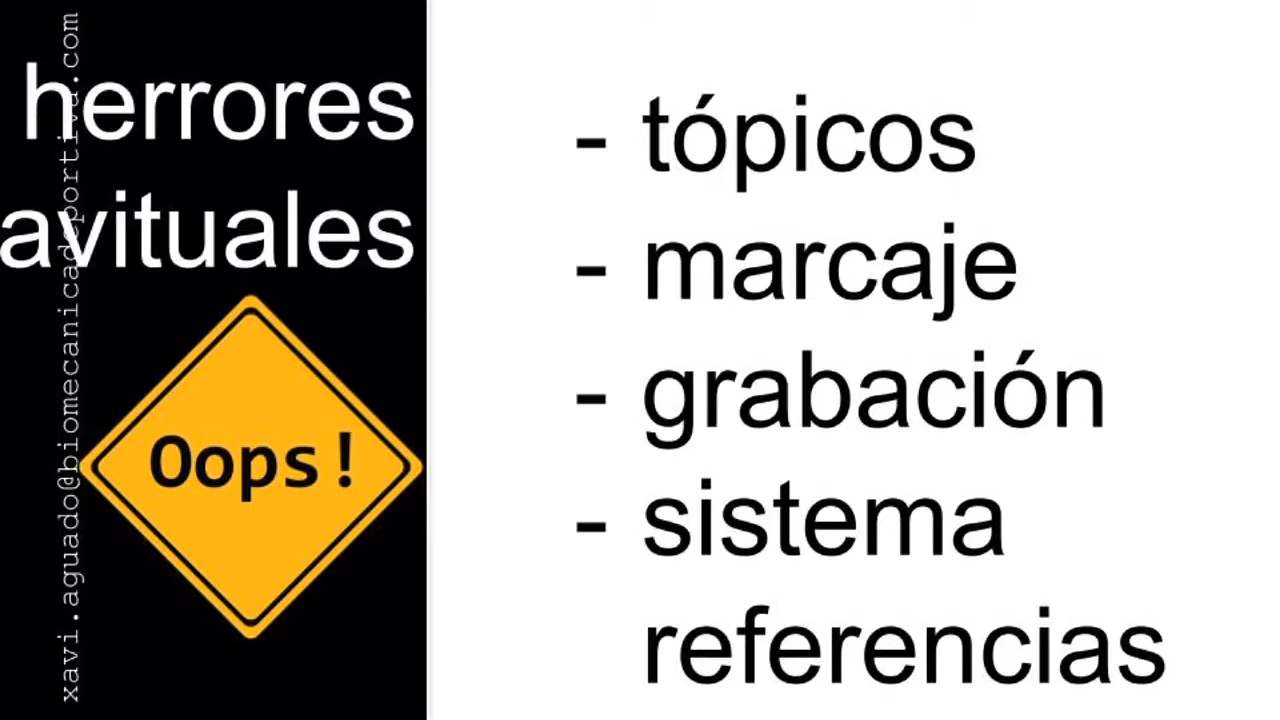 herrores
avituales
xavi.aguado@biomecanicadeportiva.com
Oops!
- tópicos
- marcaje
- grabación
- sistema
referencias